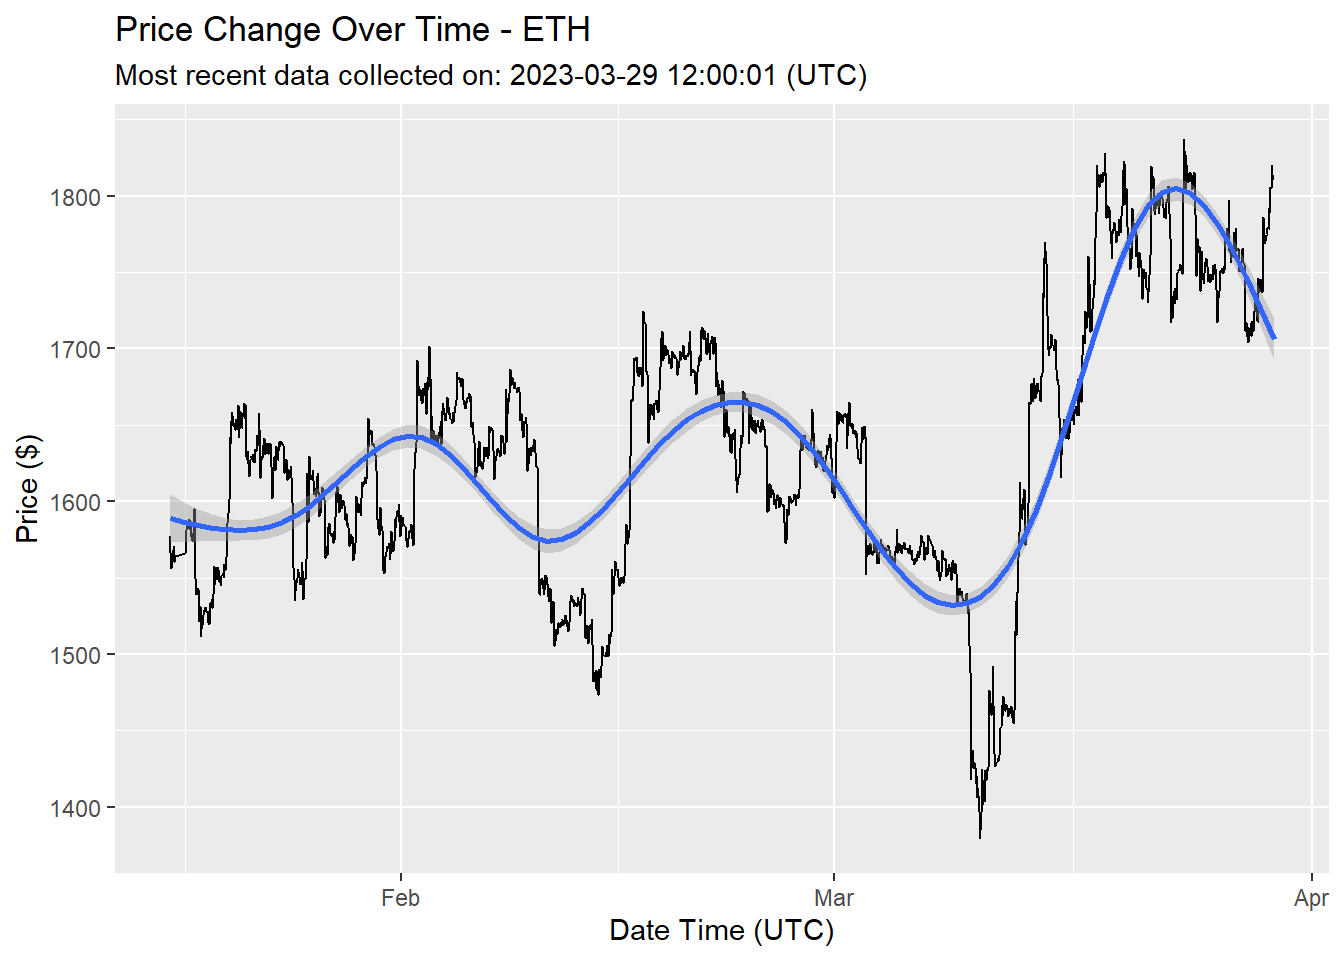 Price Change Over Time - ETH
Most recent data collected on: 2023-03-29 12:00:01 (UTC)
1800
1700
1600
1500
1400
Price ($)
Feb
Mar
Apr
Date Time (UTC)